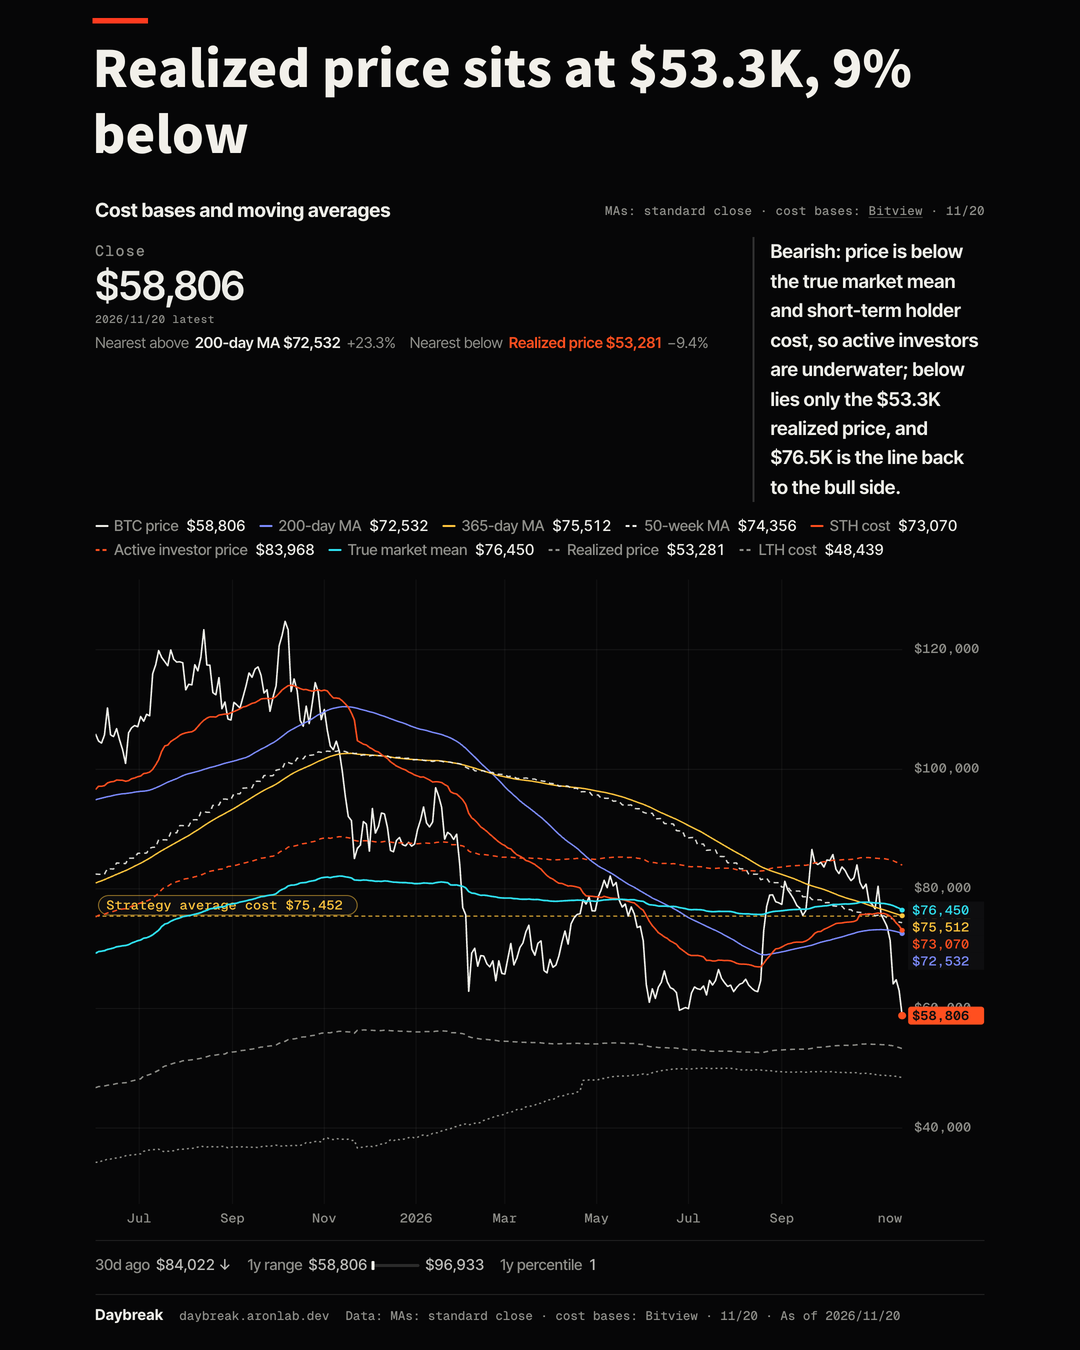 Realized price sits at $53.3K, 9%
below
Cost bases and moving averages
MAs: standard close · cost bases: Bitview · 11/20
Close
$58,806
2026/11/20 latest
Nearest above 200-day MA $72,532 +23.3% Nearest below Realized price $53,281 −9.4%
Bearish: price is below
the true market mean
and short-term holder
cost, so active investors
are underwater; below
lies only the $53.3K
realized price, and
$76.5K is the line back
to the bull side.
BTC price $58,806 200-day MA $72,532 365-day MA $75,512 50-week MA $74,356 STH cost $73,070
Active investor price $83,968 True market mean $76,450 Realized price $53,281 LTH cost $48,439
$120,000
$100,000
$80,000
Strategy average cost $75,452
$76,450
$75,512
$73,070
$72,532
$60,000
$58,806
$40,000
Jul Sep Nov 2026 Mar May Jul Sep now
30d ago $84,022 ↓ 1y range $58,806 $96,933 1y percentile 1
Daybreak daybreak.aronlab.dev Data: MAs: standard close · cost bases: Bitview · 11/20 · As of 2026/11/20